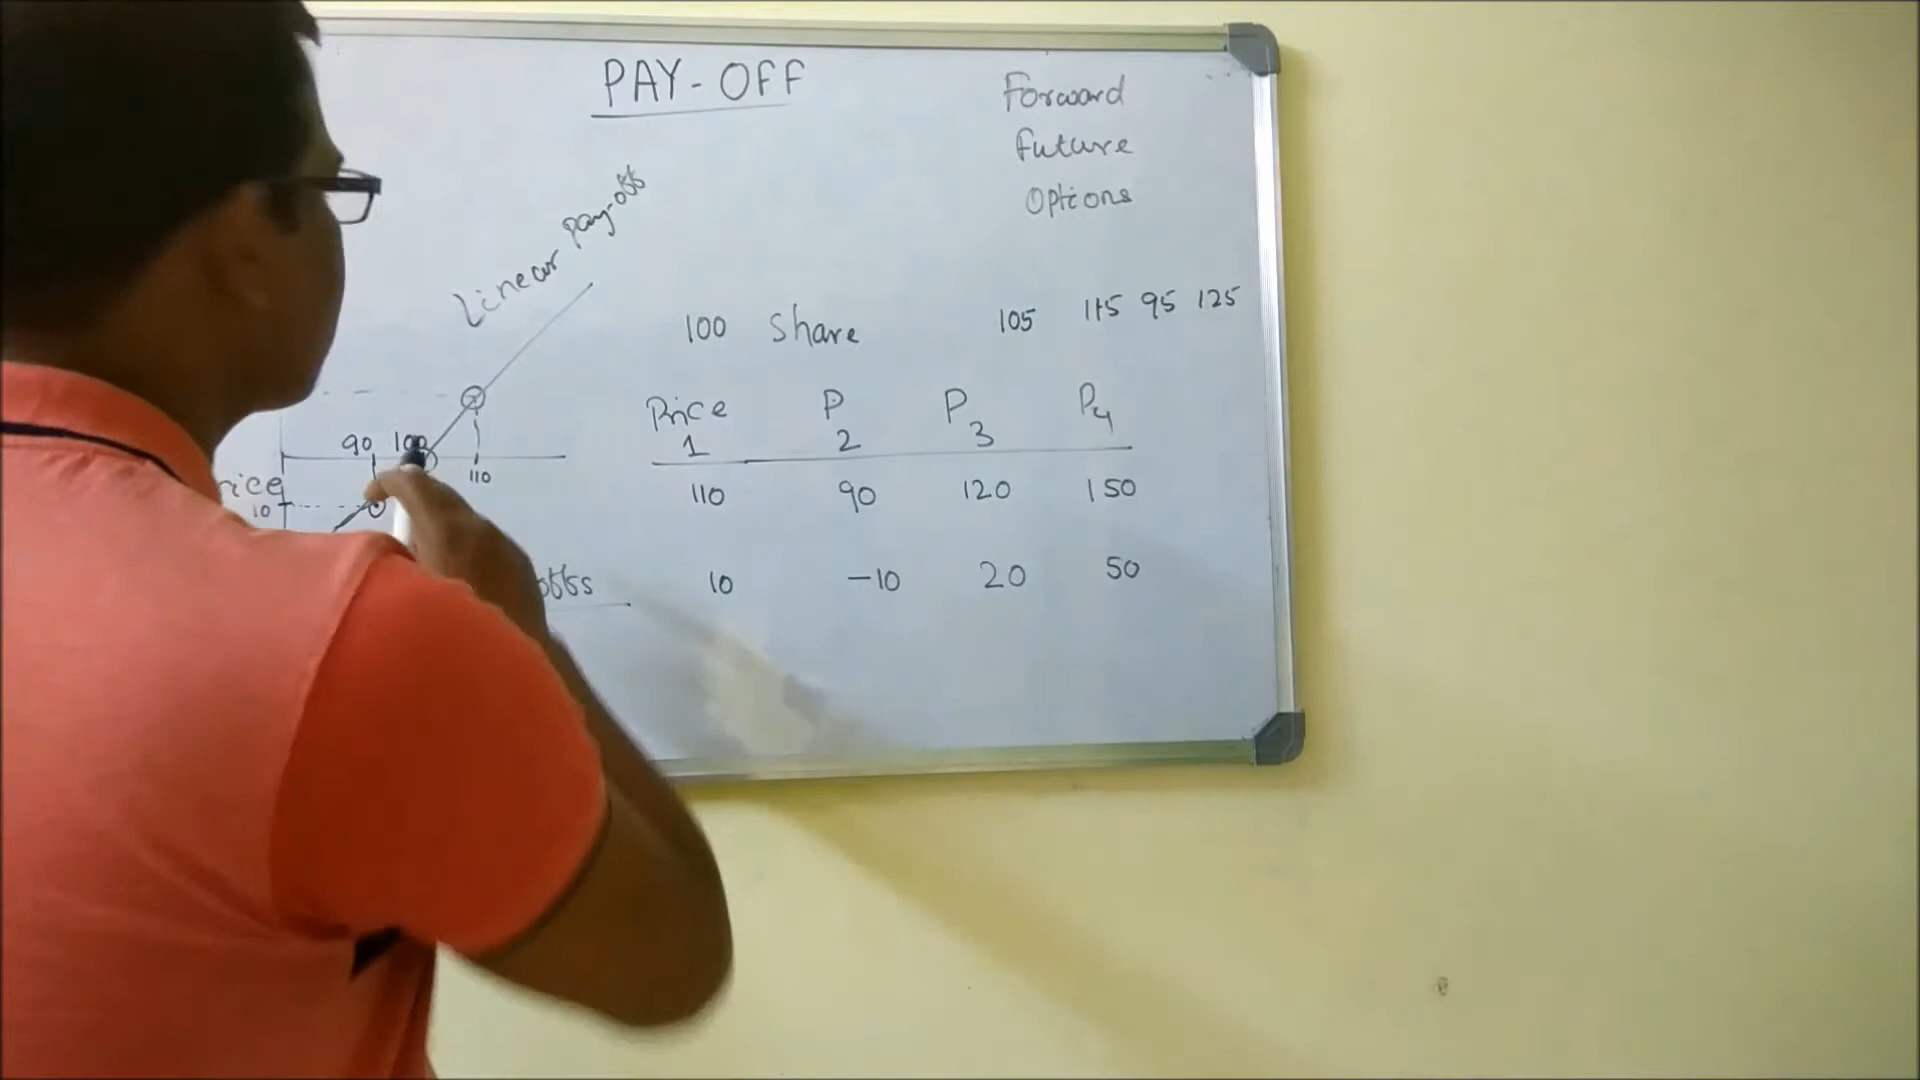 PAY-OFF
Forward
Future
Options
Linear pay-off
100 Share
105 115 95 125
Price P P P4
1 2 3
90 100
110
10
110 90 120 150
10 -10 20 50